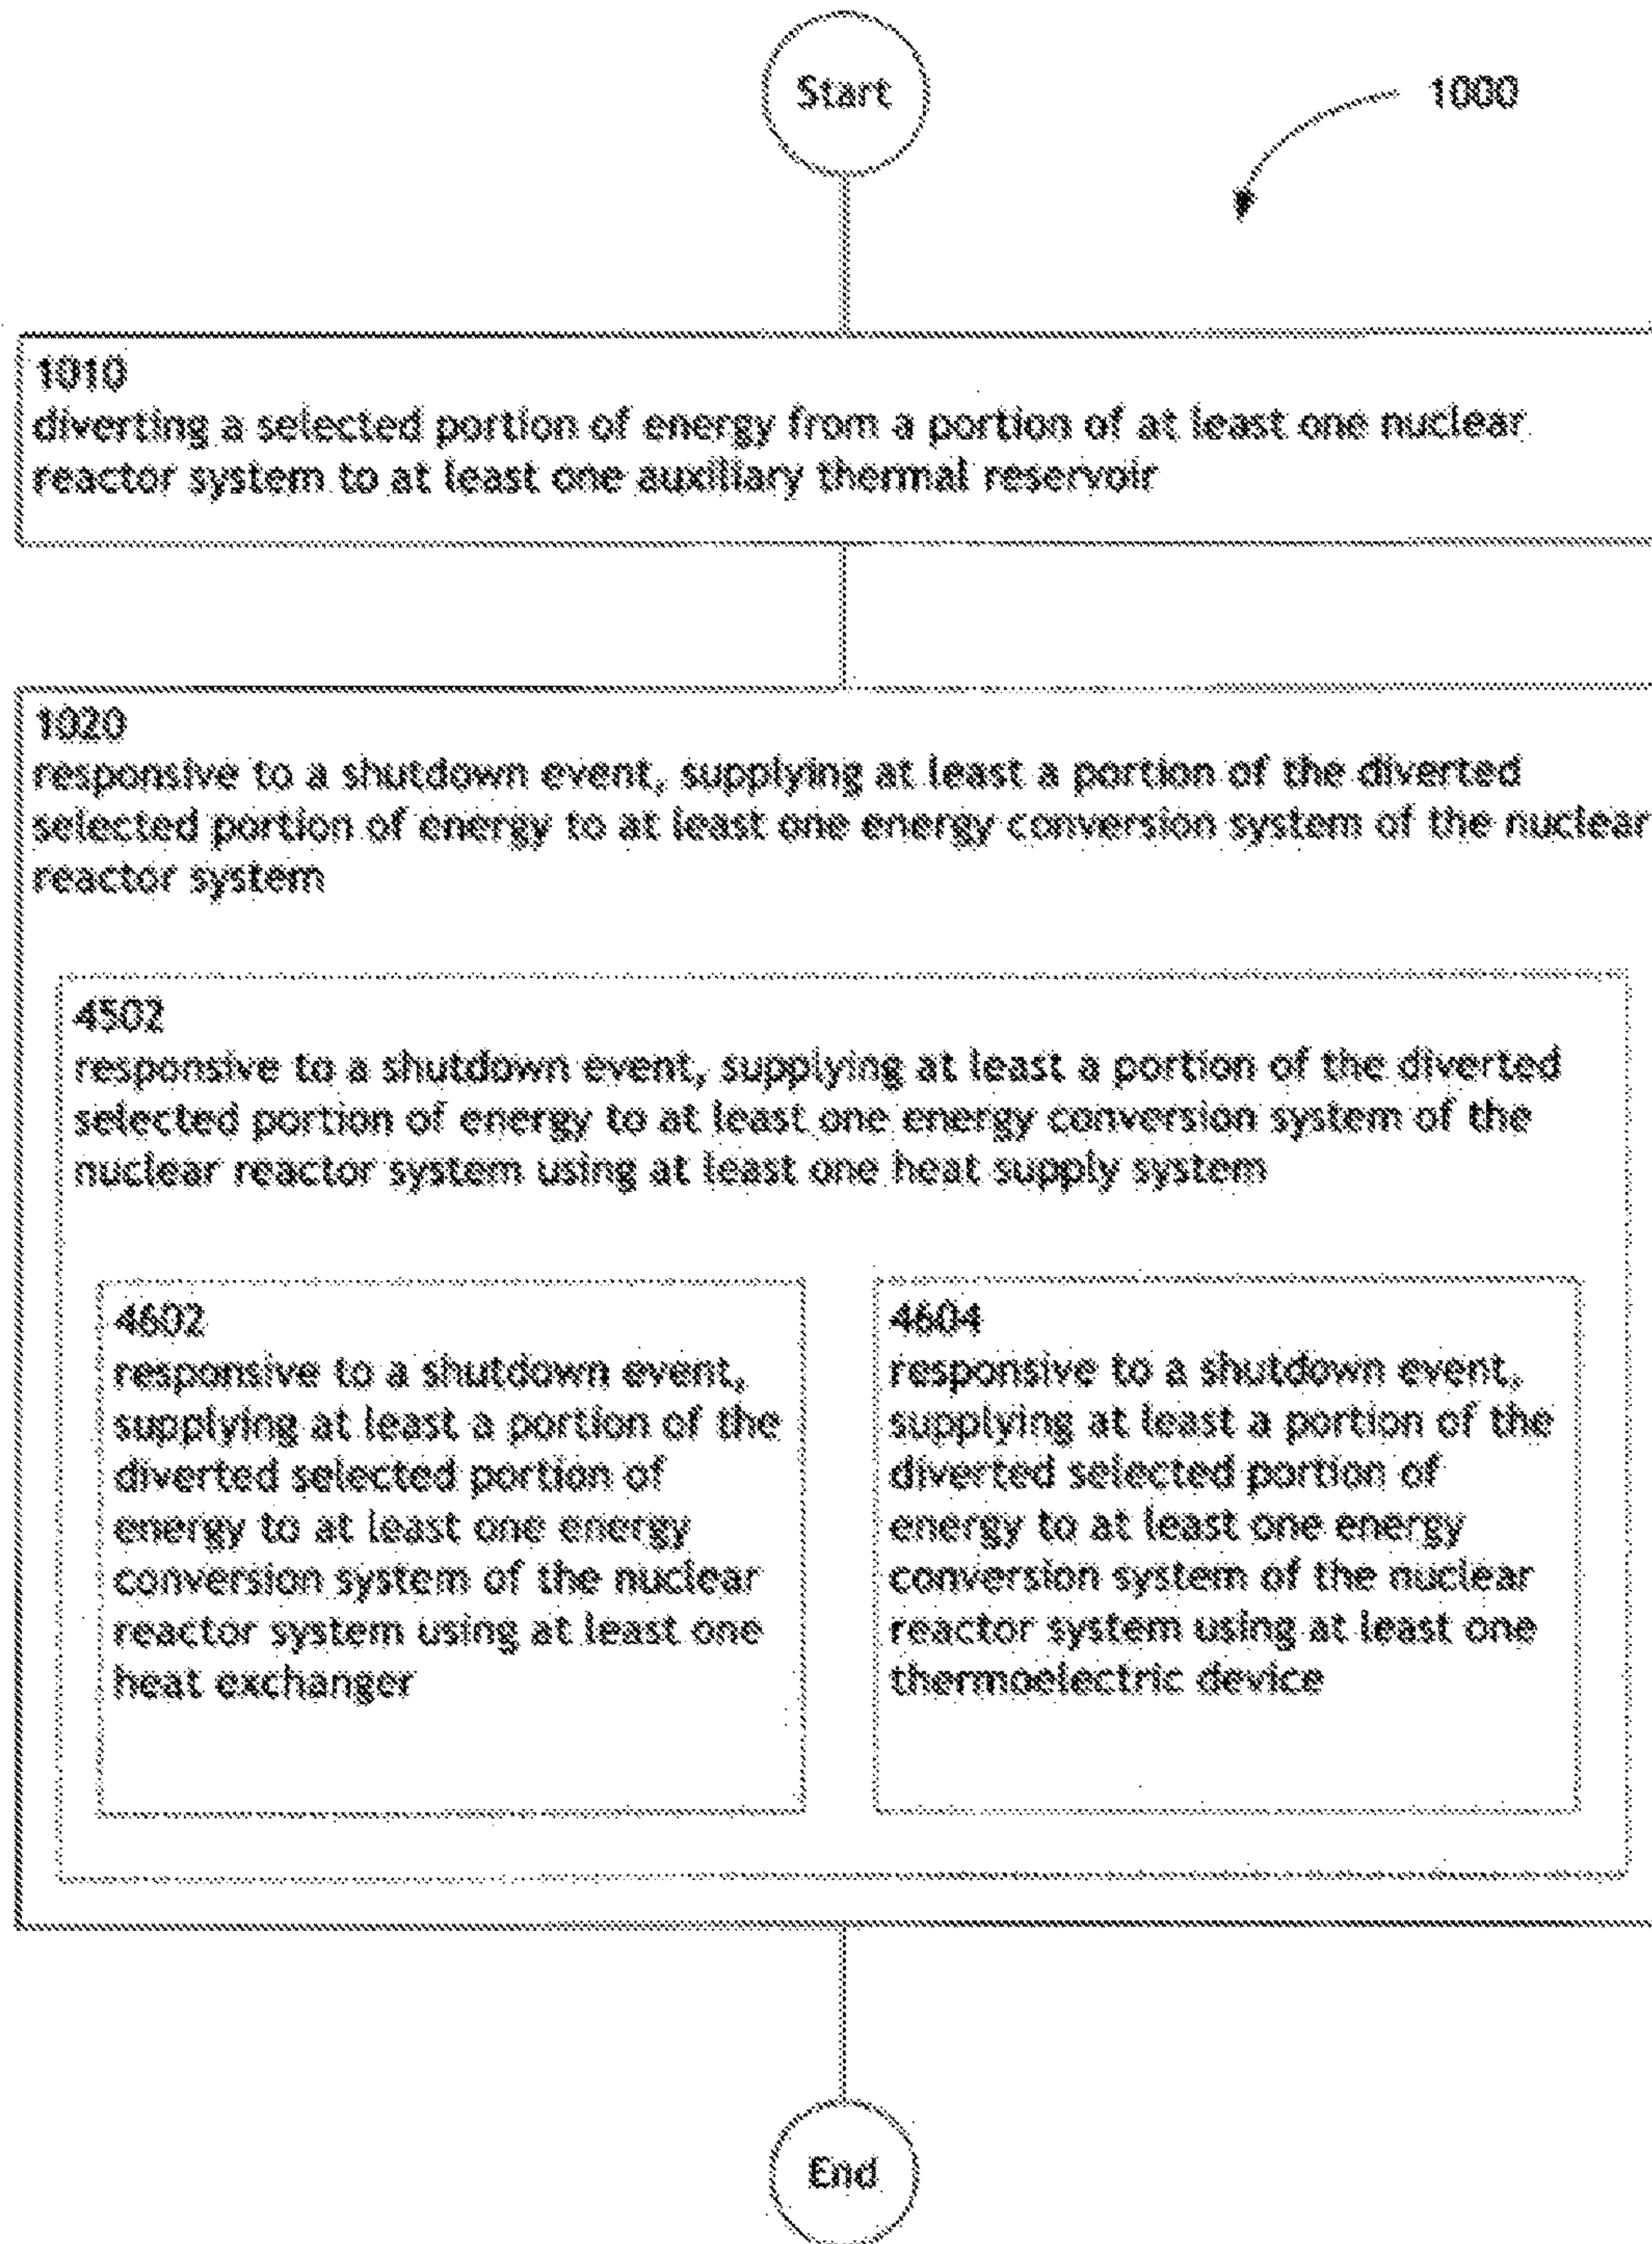 Start
1000
1010
diverting a selected portion of energy from a portion of at least one nuclear
reactor system to at least one auxiliary thermal reservoir
1020
responsive to a shutdown event, supplying at least a portion of the diverted
selected portion of energy to at least one energy conversion system of the nuclear
reactor system
4502
responsive to a shutdown event, supplying at least a portion of the diverted
selected portion of energy to at least one energy conversion system of the
nuclear reactor system using at least one heat supply system
4602
responsive to a shutdown event,
supplying at least a portion of the
diverted selected portion of
energy to at least one energy
conversion system of the nuclear
reactor system using at least one
heat exchanger
4604
responsive to a shutdown event,
supplying at least a portion of the
diverted selected portion of
energy to at least one energy
conversion system of the nuclear
reactor system using at least one
thermoelectric device
End